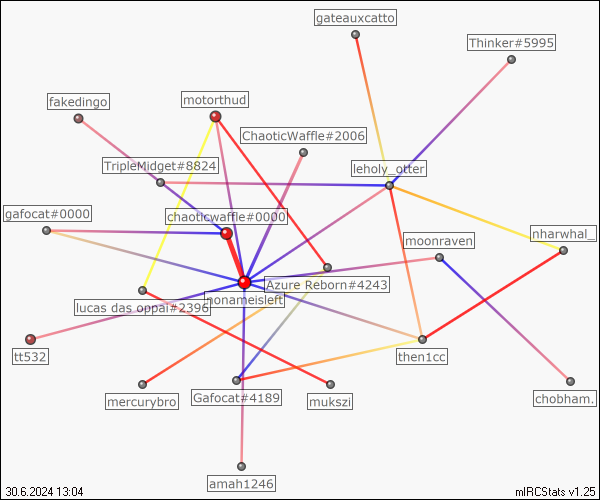 gateauxcatto
Thinker#5995
fakedingo
motorthud
ChaoticWaffle#2006
TripleMidget#8824
leholy_otter
gafocat#0000
chaoticwaffle#0000
nharwhal_
moonraven
Azure Reborn#4243
nonameisleft
lucas das oppai#2396
tt532
then1cc
mercurybro
Gafocat#4189
mukszi
chobham.
amah1246
30.6.2024 13:04
mIRCStats v1.25